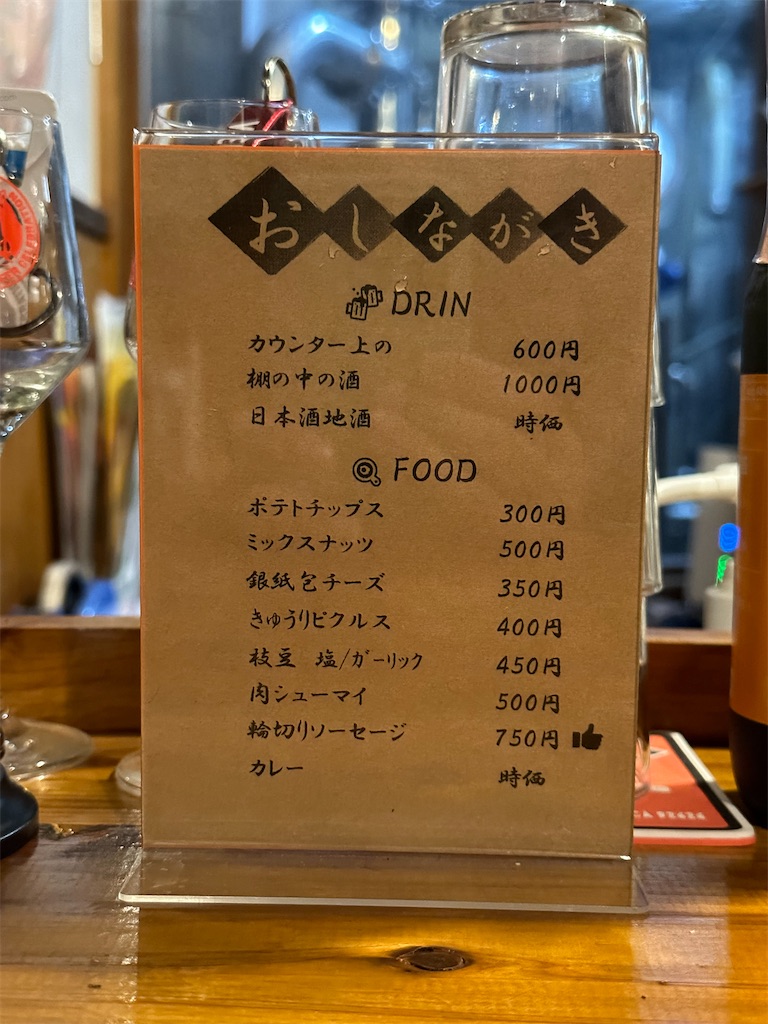 おしながき
DRIN
カウンター上の 600円
棚の中の酒 1000円
日本酒地酒 時価
FOOD
ポテトチップス 300円
ミックスナッツ 500円
銀紙包チーズ 350円
きゅうりピクルス 400円
枝豆 塩/ガーリック 450円
肉シューマイ 500円
輪切りソーセージ 750円
カレー 時価